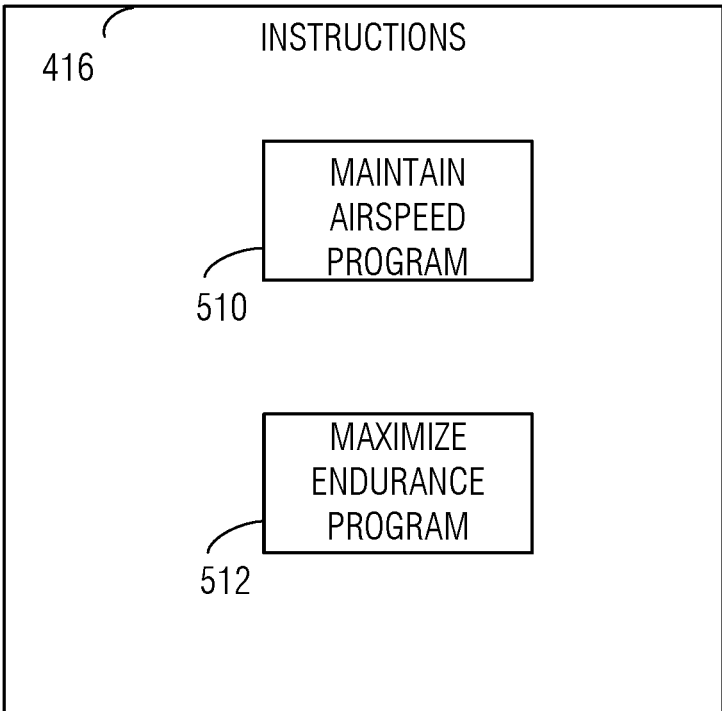 INSTRUCTIONS
416
MAINTAIN
AIRSPEED
PROGRAM
510
MAXIMIZE
ENDURANCE
PROGRAM
512